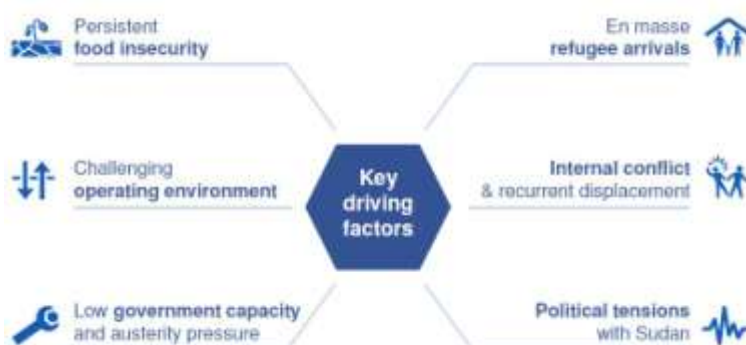 Persistent
food insecurity
En masse
refugee arrivals
Challenging
operating environment
Key
driving
factors
Internal conflict
& recurrent displacement
Low government capacity
and austerity pressure
Political tensions
with Sudan